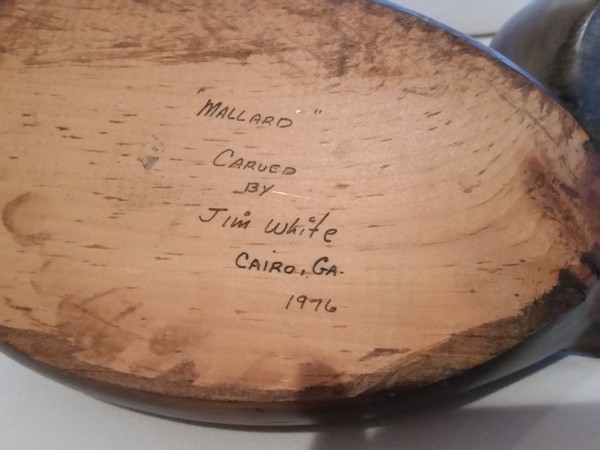 "MALLARD"
CARVED
BY
Jim White
CAIRO, GA.
1976